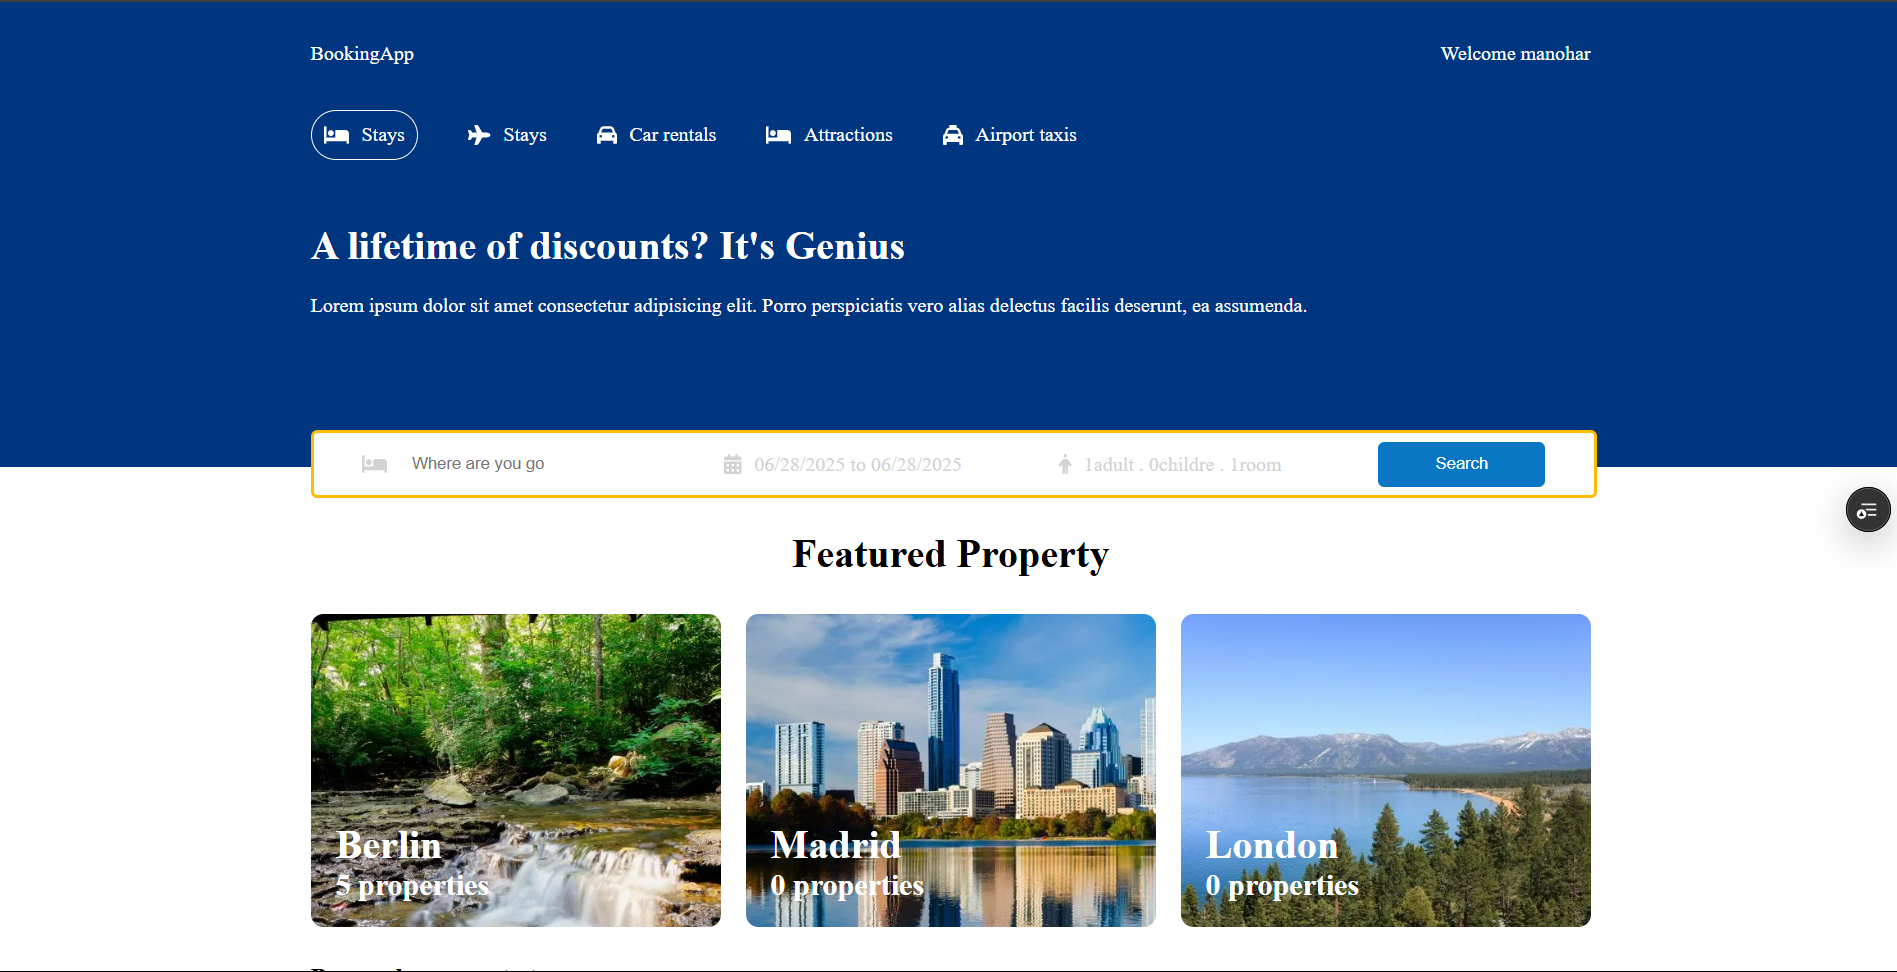 BookingApp
Welcome manohar
Stays
Stays
Car rentals
Attractions
Airport taxis
A lifetime of discounts? It's Genius
Lorem ipsum dolor sit amet consectetur adipisicing elit. Porro perspiciatis vero alias delectus facilis deserunt, ea assumenda.
Where are you go
06/28/2025 to 06/28/2025
1adult . 0childre . 1room
Search
Featured Property
Berlin
5 properties
Madrid
0 properties
London
0 properties